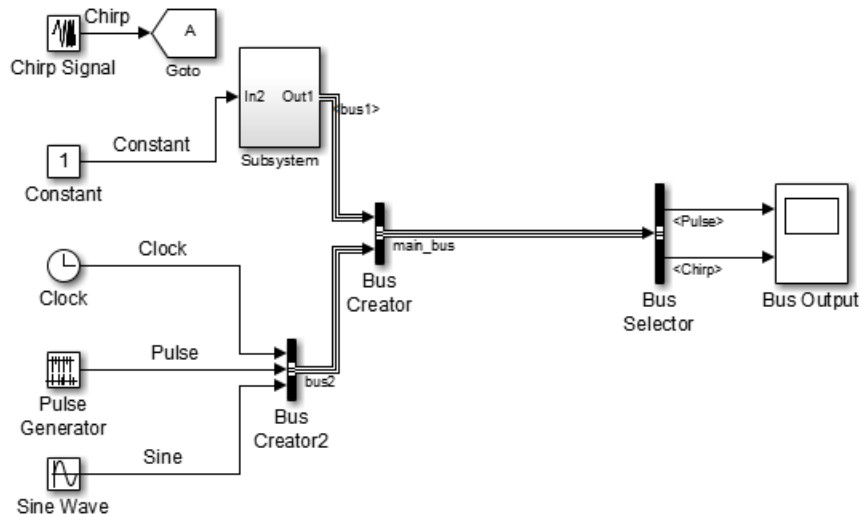 Chirp
A
Chirp Signal
Goto
In2 Out1
<bus1>
Subsystem
Constant
1
Constant
<Pulse>
main_bus
<Chirp>
Clock
Clock
Bus
Creator
Bus
Selector
Bus Output
Pulse
bus2
Pulse
Generator
Bus
Creator2
Sine
Sine Wave